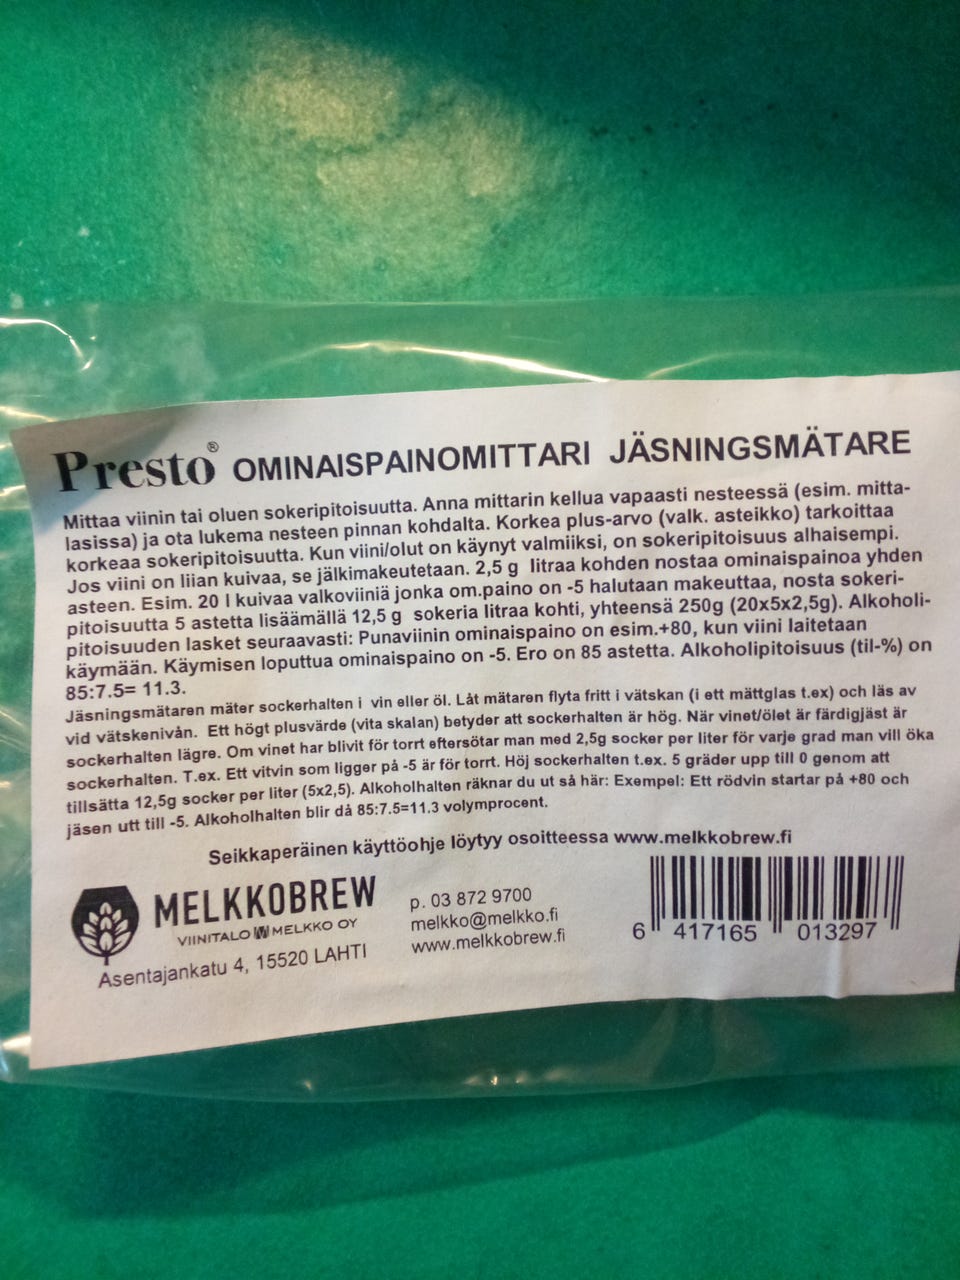 Presto® OMINAISPAINOMITTARI JÄSNINGSMÄTARE
Mittaa viinin tai oluen sokeripitoisuutta. Anna mittarin kellua vapaasti nesteessä (esim. mitta-
lasissa) ja ota lukema nesteen pinnan kohdalta. Korkea plus-arvo (valk. asteikko) tarkoittaa
korkeaa sokeripitoisuutta. Kun viini/olut on käynyt valmiiksi, on sokeripitoisuus alhaisempi.
Jos viini on liian kuivaa, se jälkimakeutetaan. 2,5 g litraa kohden nostaa ominaispainoa yhden
asteen. Esim. 20 l kuivaa valkoviiniä jonka om.paino on -5 halutaan makeuttaa, nosta sokeri-
pitoisuutta 5 astetta lisäämällä 12,5 g sokeria litraa kohti, yhteensä 250g (20x5x2,5g). Alkoholi-
pitoisuuden lasket seuraavasti: Punaviinin ominaispaino on esim.+80, kun viini laitetaan
käymään. Käymisen loputtua ominaispaino on -5. Ero on 85 astetta. Alkoholipitoisuus (til-%) on
85:7.5= 11.3.
Jäsningsmätaren mäter sockerhalten i vin eller öl. Låt mätaren flyta fritt i vätskan (i ett mättglas t.ex) och läs av
vid vätskenivån. Ett högt plusvärde (vita skalan) betyder att sockerhalten är hög. När vinet/ölet är färdigjäst är
sockerhalten lägre. Om vinet har blivit för torrt eftersötar man med 2,5g socker per liter för varje grad man vill öka
sockerhalten. T.ex. Ett vitvin som ligger på -5 är för torrt. Höj sockerhalten t.ex. 5 gräder upp till 0 genom att
tillsätta 12,5g socker per liter (5x2,5). Alkoholhalten räknar du ut så här: Exempel: Ett rödvin startar på +80 och
jäsen utt till -5. Alkoholhalten blir då 85:7.5=11.3 volymprocent.
Seikkaperäinen käyttöohje löytyy osoitteessa www.melkkobrew.fi
MELKKOBREW
VIINITALO M MELKKO OY
Asentajankatu 4, 15520 LAHTI
p. 03 872 9700
melkko@melkko.fi
www.melkkobrew.fi
6 417165 013297